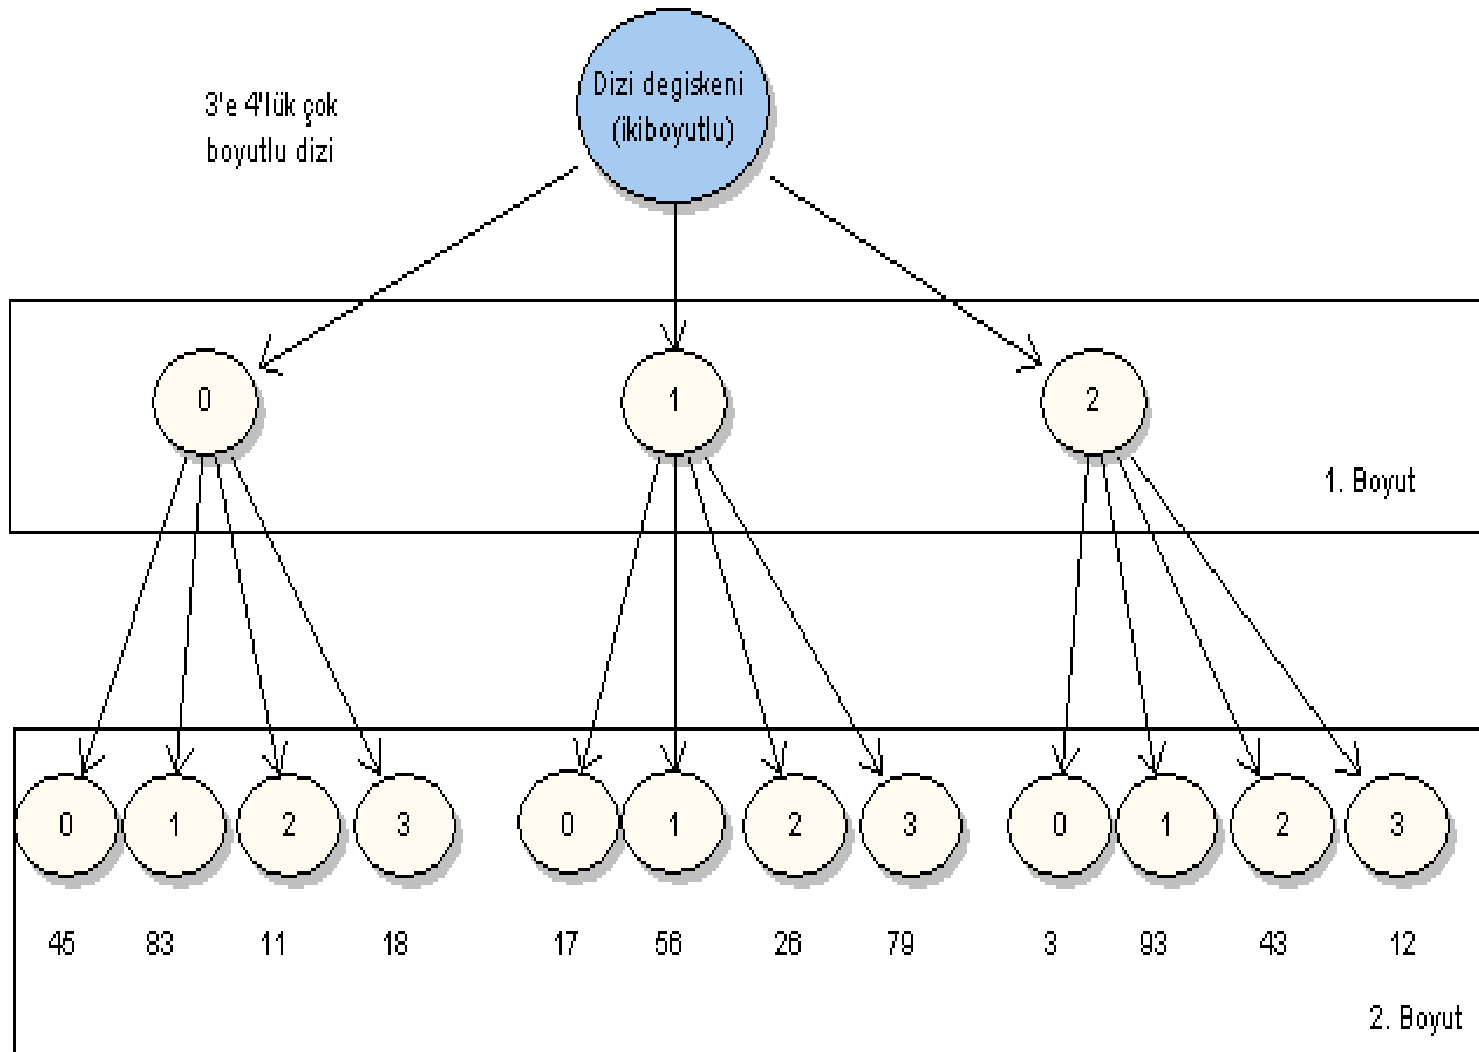 3'e 4'lük çok
boyutlu dizi
Dizi degiskeni
(ikiboyutlu)
0 1 2
1. Boyut
0 1 2 3 0 1 2 3 0 1 2 3
45 83 11 18 17 56 26 79 3 93 43 12
2. Boyut